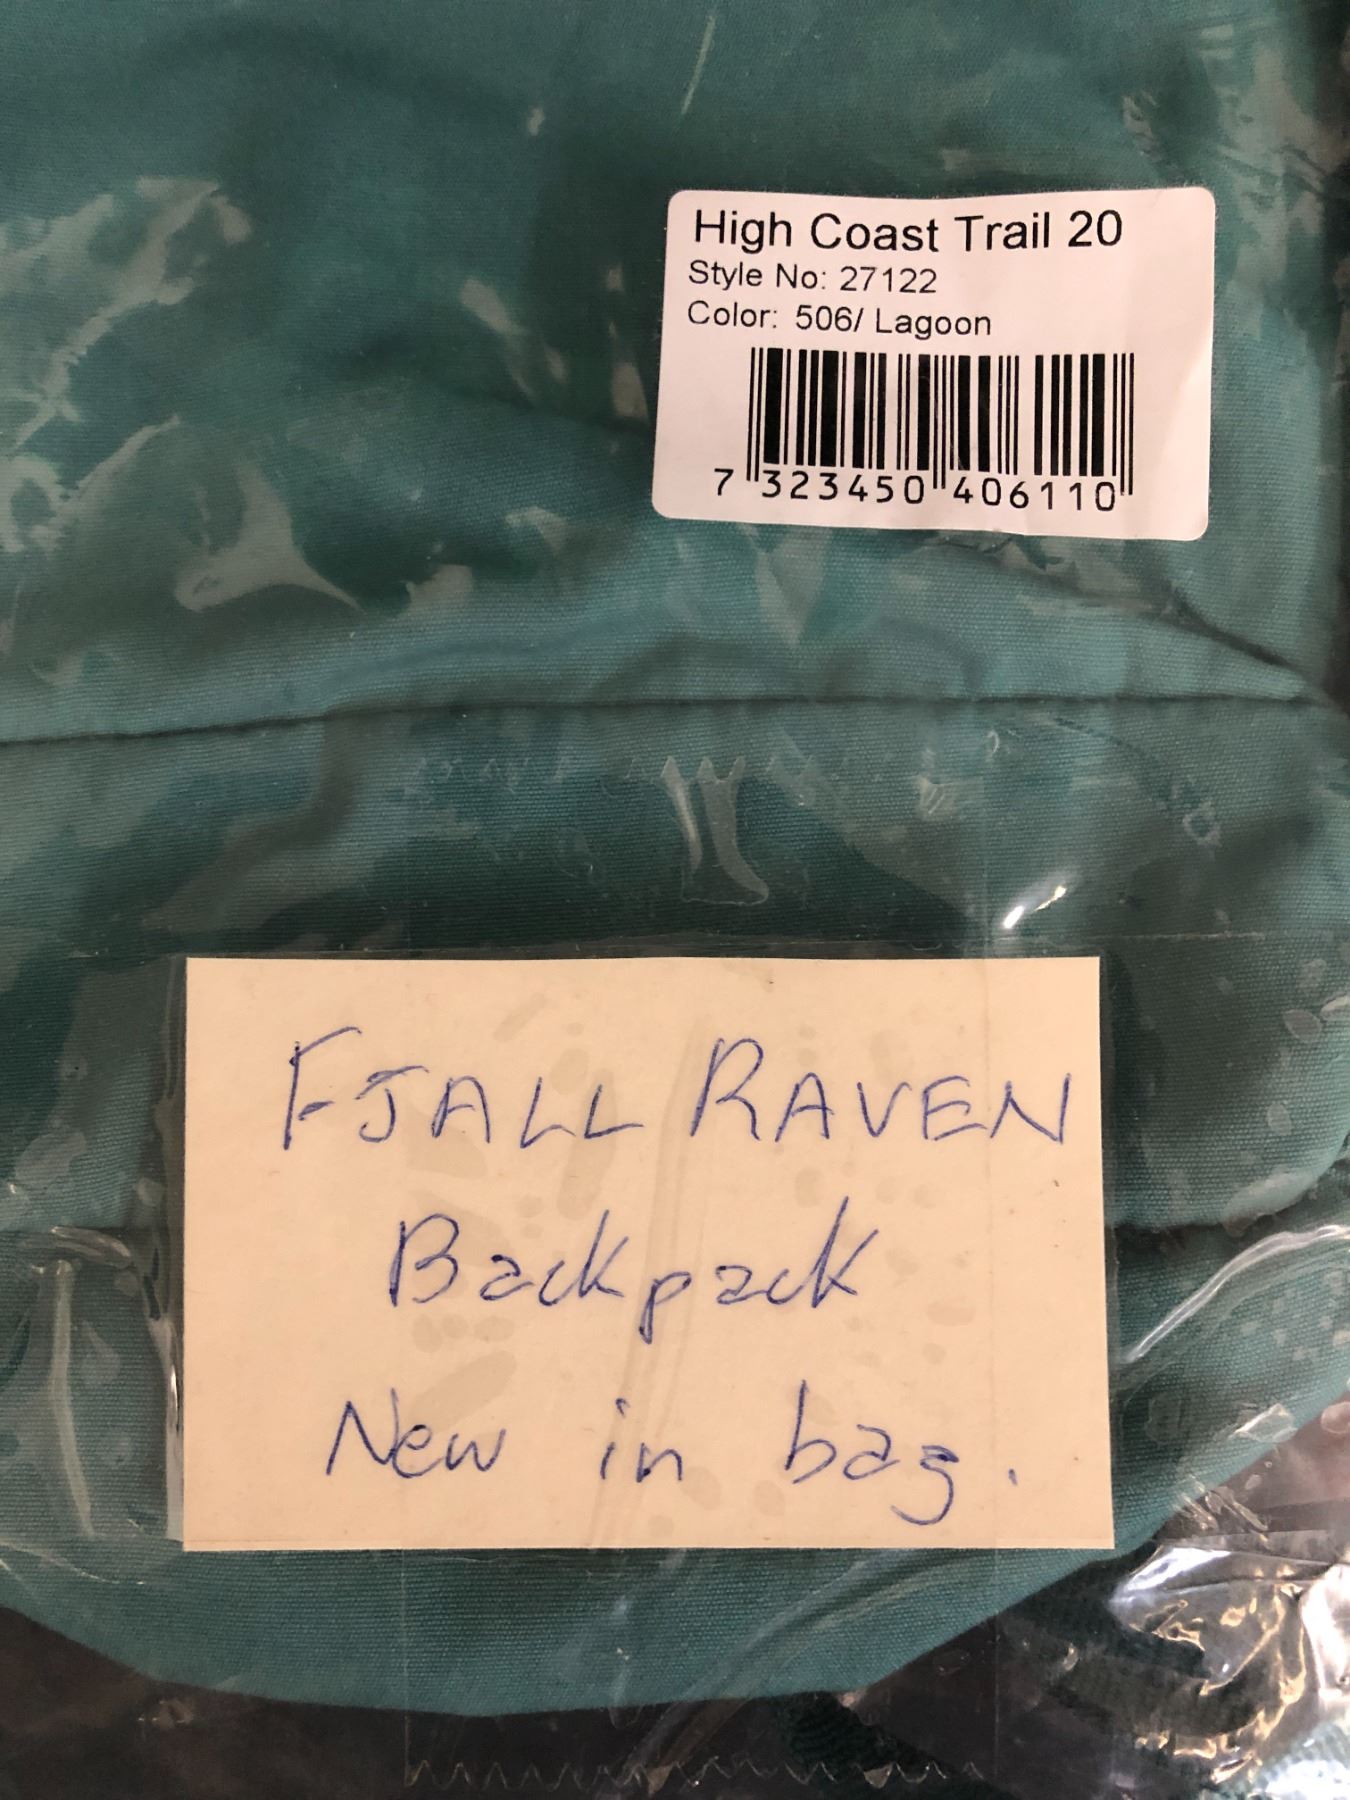 High Coast Trail 20
Style No: 27122
Color: 506/ Lagoon
7 323450 406110
FJALL RAVEN
Backpack
New in bag.